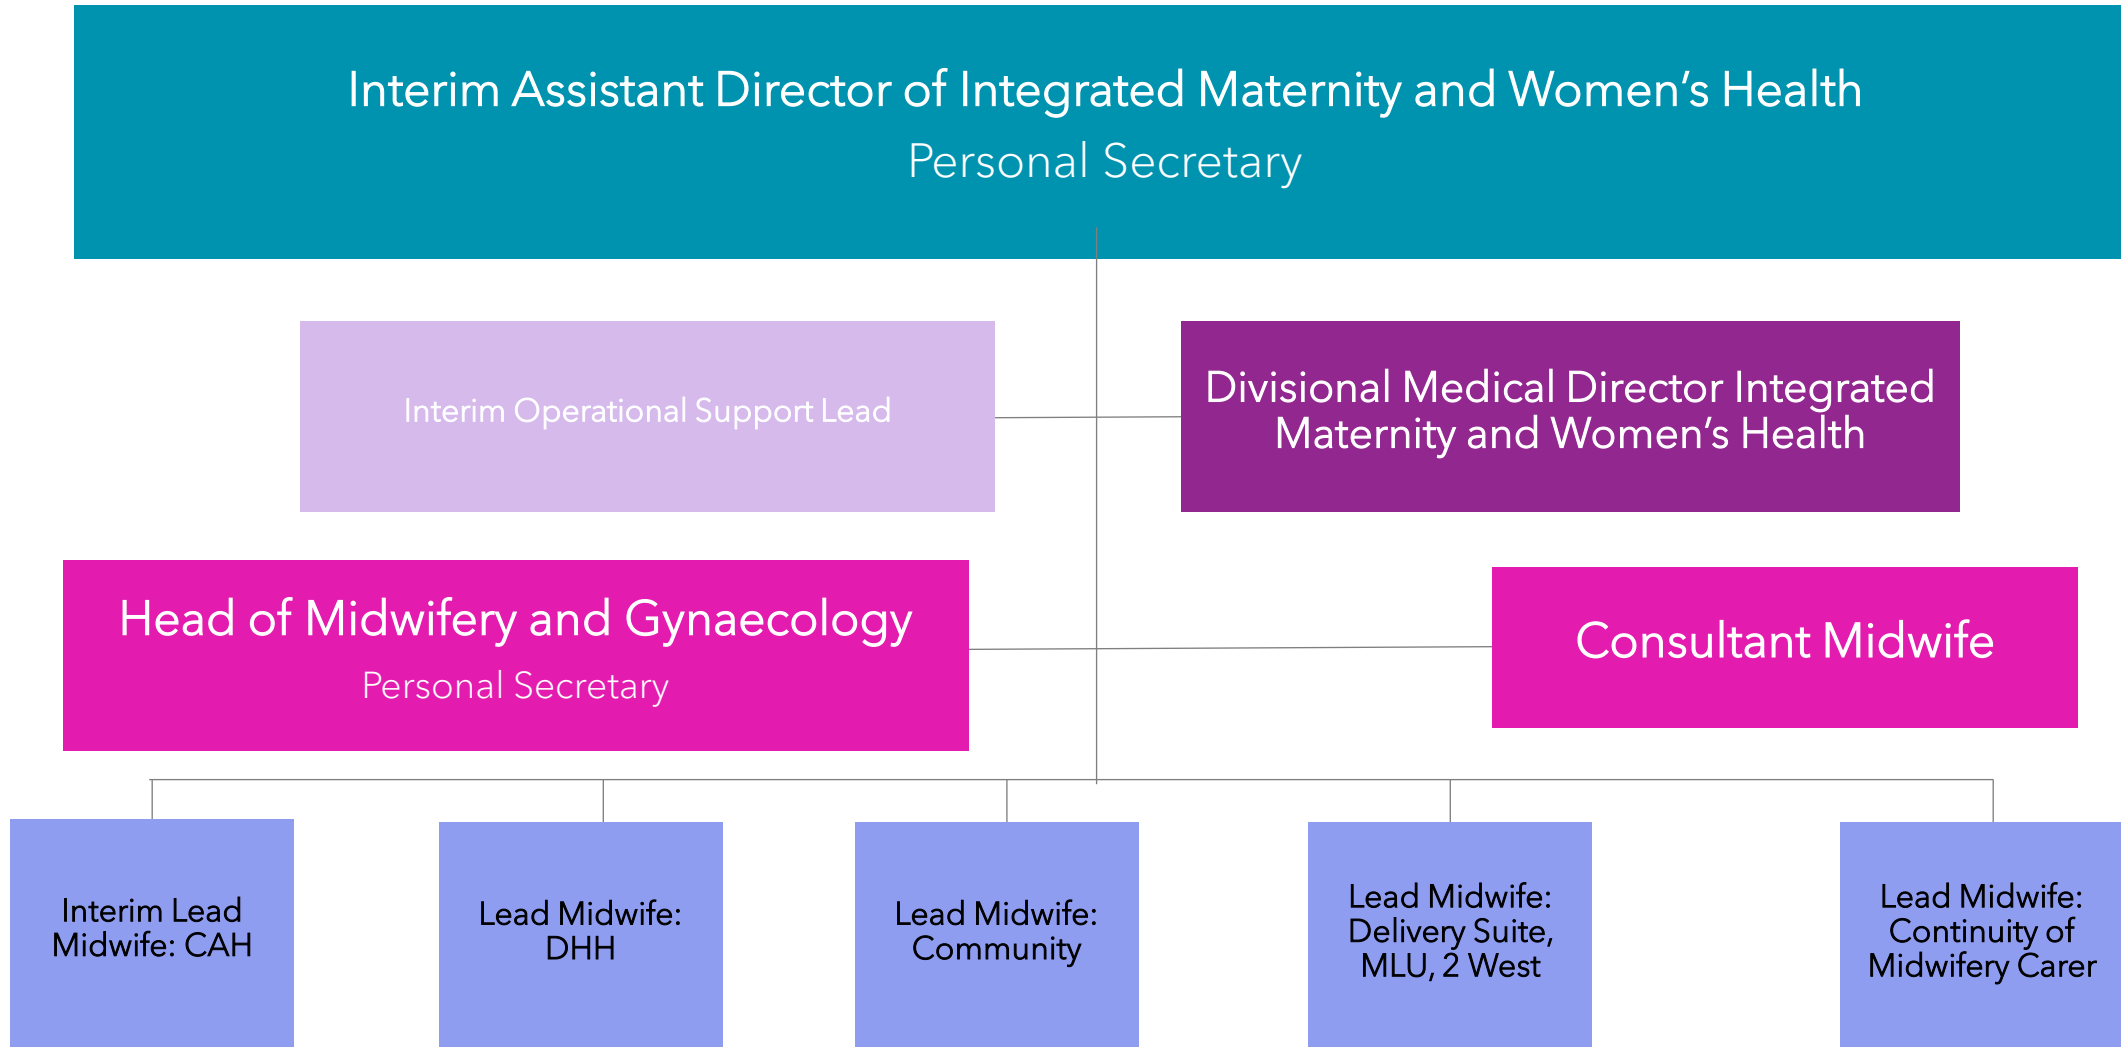 Interim Assistant Director of Integrated Maternity and Women’s Health
Personal Secretary
Interim Operational Support Lead
Divisional Medical Director Integrated
Maternity and Women’s Health
Head of Midwifery and Gynaecology
Personal Secretary
Consultant Midwife
Interim Lead
Midwife: CAH
Lead Midwife:
DHH
Lead Midwife:
Community
Lead Midwife:
Delivery Suite,
MLU, 2 West
Lead Midwife:
Continuity of
Midwifery Carer